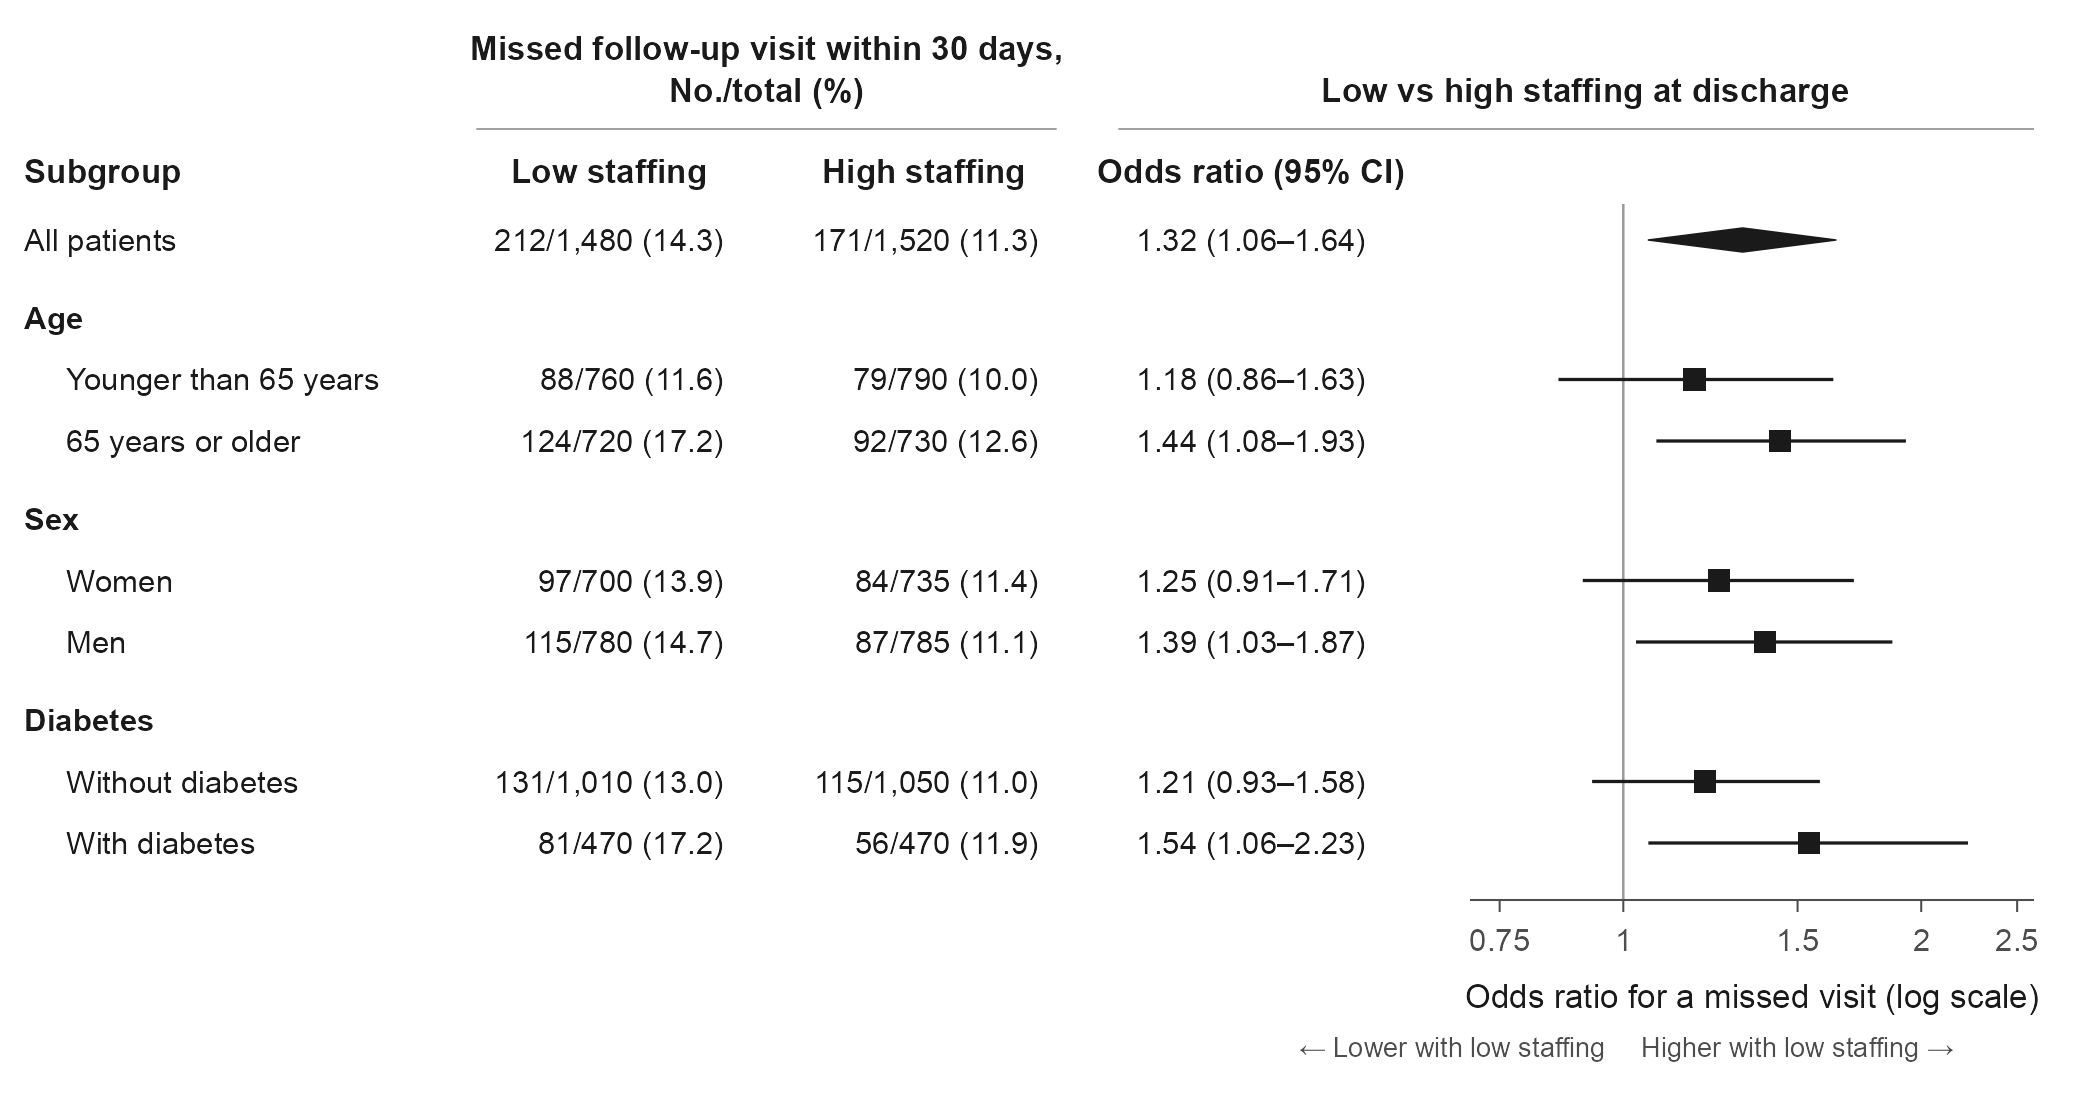 Missed follow-up visit within 30 days,
No./total (%)
Low vs high staffing at discharge
Subgroup Low staffing High staffing Odds ratio (95% CI)
All patients 212/1,480 (14.3) 171/1,520 (11.3) 1.32 (1.06–1.64)
Age
Younger than 65 years 88/760 (11.6) 79/790 (10.0) 1.18 (0.86–1.63)
65 years or older 124/720 (17.2) 92/730 (12.6) 1.44 (1.08–1.93)
Sex
Women 97/700 (13.9) 84/735 (11.4) 1.25 (0.91–1.71)
Men 115/780 (14.7) 87/785 (11.1) 1.39 (1.03–1.87)
Diabetes
Without diabetes 131/1,010 (13.0) 115/1,050 (11.0) 1.21 (0.93–1.58)
With diabetes 81/470 (17.2) 56/470 (11.9) 1.54 (1.06–2.23)
0.75 1 1.5 2 2.5
Odds ratio for a missed visit (log scale)
← Lower with low staffing Higher with low staffing →